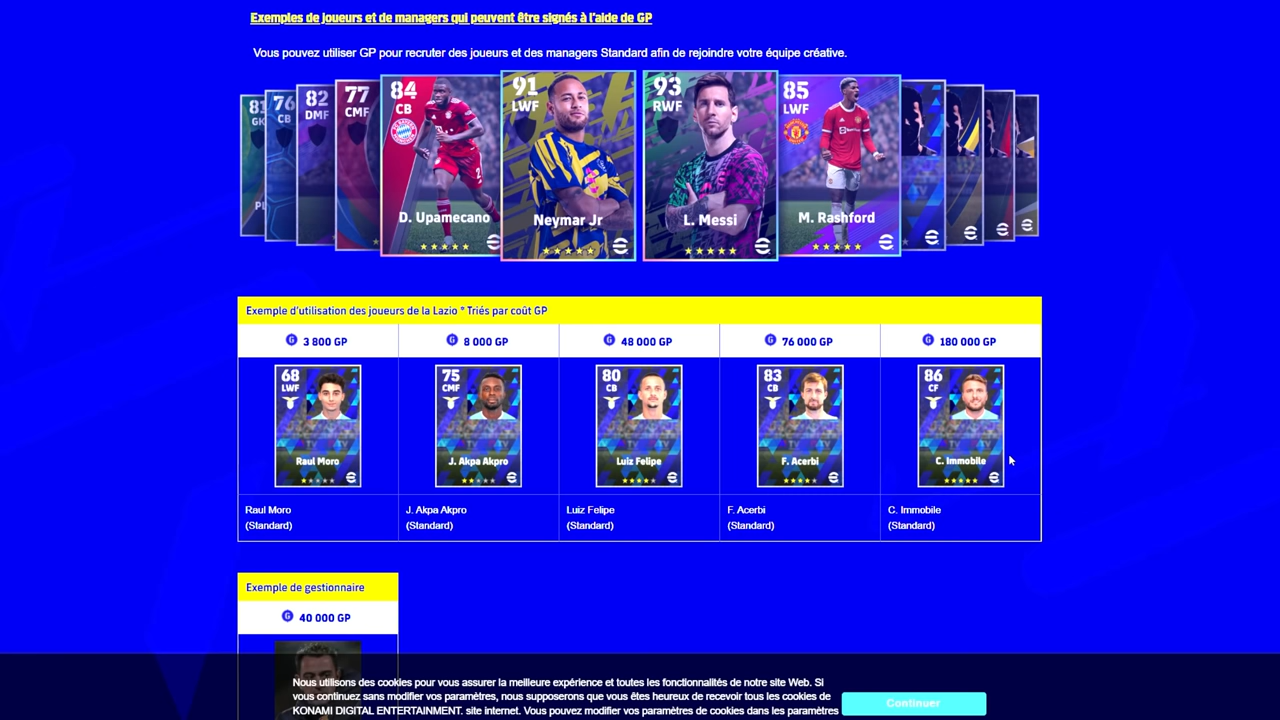 Exemples de joueurs et de managers qui peuvent être signés à l'aide de GP
Vous pouvez utiliser GP pour recruter des joueurs et des managers Standard afin de rejoindre votre équipe créative.
81 GK
76 CB
82 DMF
77 CMF
84 CB D. Upamecano
91 LWF Neymar Jr
93 RWF L. Messi
85 LWF M. Rashford
Exemple d'utilisation des joueurs de la Lazio * Triés par coût GP
3 800 GP
8 000 GP
48 000 GP
76 000 GP
180 000 GP
68 LWF Raul Moro
75 CMF J. Akpa Akpro
80 CB Luiz Felipe
83 CB F. Acerbi
86 CF C. Immobile
Raul Moro
(Standard)
J. Akpa Akpro
(Standard)
Luiz Felipe
(Standard)
F. Acerbi
(Standard)
C. Immobile
(Standard)
Exemple de gestionnaire
40 000 GP
Nous utilisons des cookies pour vous assurer la meilleure expérience et toutes les fonctionnalités de notre site Web. Si
vous continuez sans modifier vos paramètres, nous supposerons que vous êtes heureux de recevoir tous les cookies de
KONAMI DIGITAL ENTERTAINMENT. site internet. Vous pouvez modifier vos paramètres de cookies dans les paramètres
Continuer